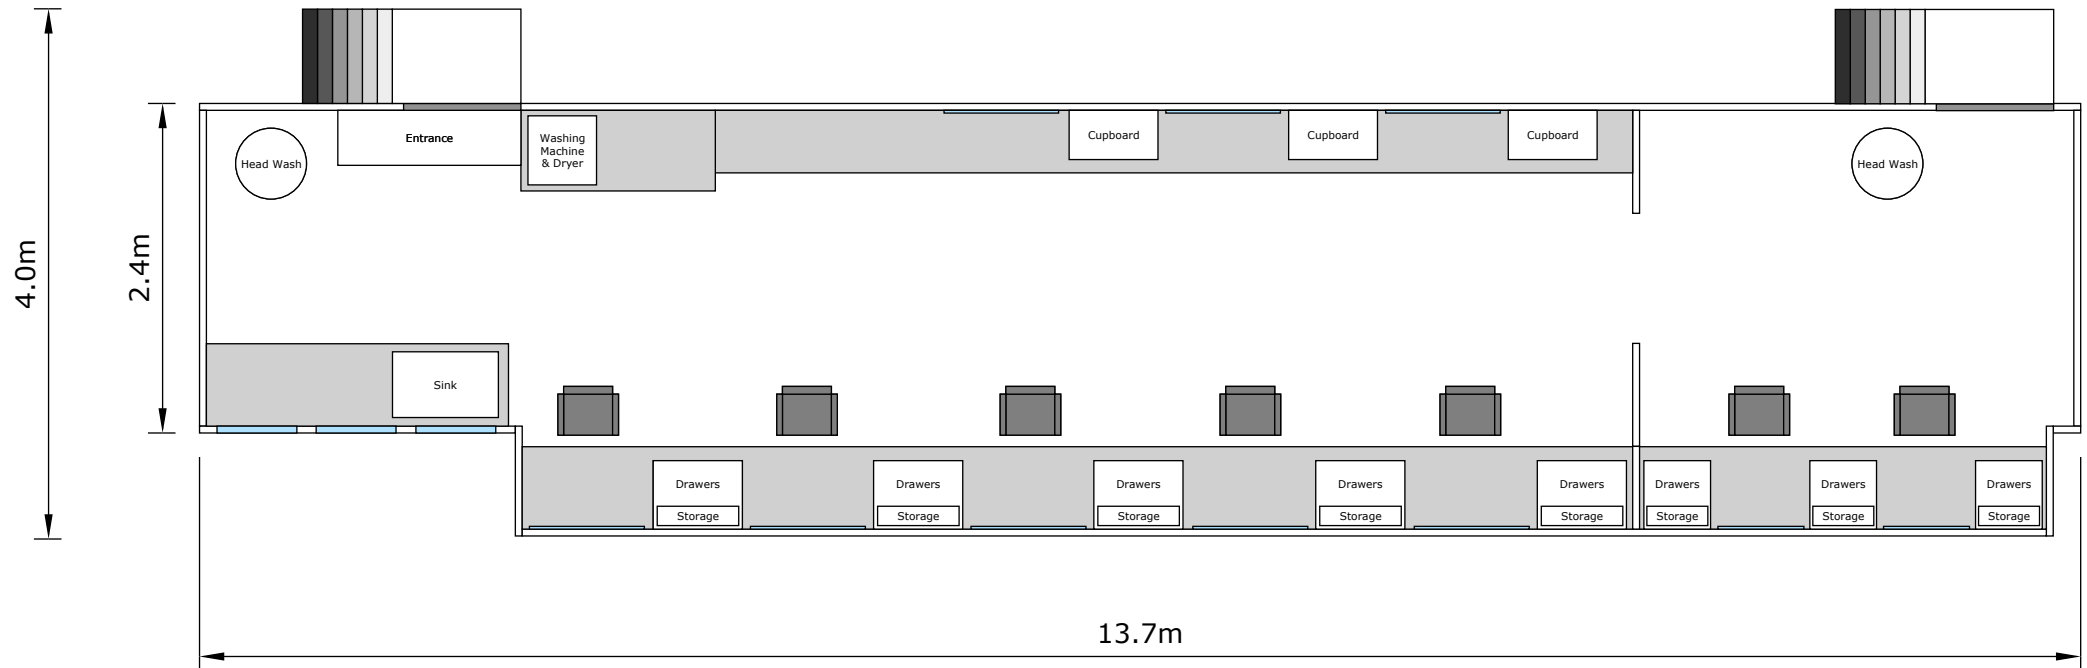 Entrance
Head Wash
Washing
Machine
& Dryer
Cupboard
Cupboard
Cupboard
Head Wash
4.0m
2.4m
Sink
Drawers
Storage
Drawers
Storage
Drawers
Storage
Drawers
Storage
Drawers
Storage
Drawers
Storage
Drawers
Storage
Drawers
Storage
13.7m